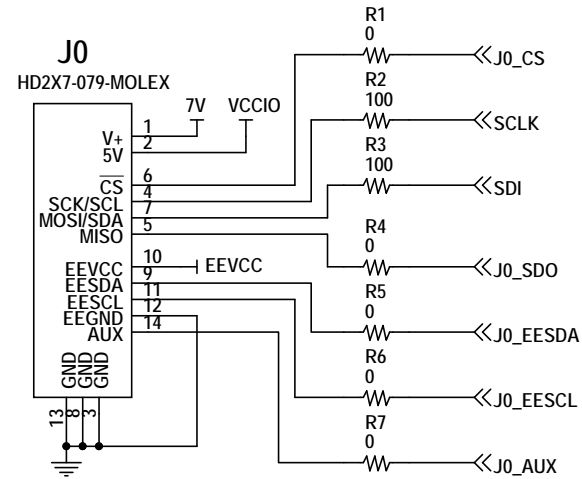 J0
HD2X7-079-MOLEX
7V
VCCIO
V+ 1
5V 2
CS 6
SCK/SCL 4
MOSI/SDA 7
MISO 5
EEVCC 10
EEVCC
EESDA 9
EESCL 11
EEGND 12
AUX 14
GND 13
GND 8
GND 3
R1
0
J0_CS
R2
100
SCLK
R3
100
SDI
R4
0
J0_SDO
R5
0
J0_EESDA
R6
0
J0_EESCL
R7
0
J0_AUX